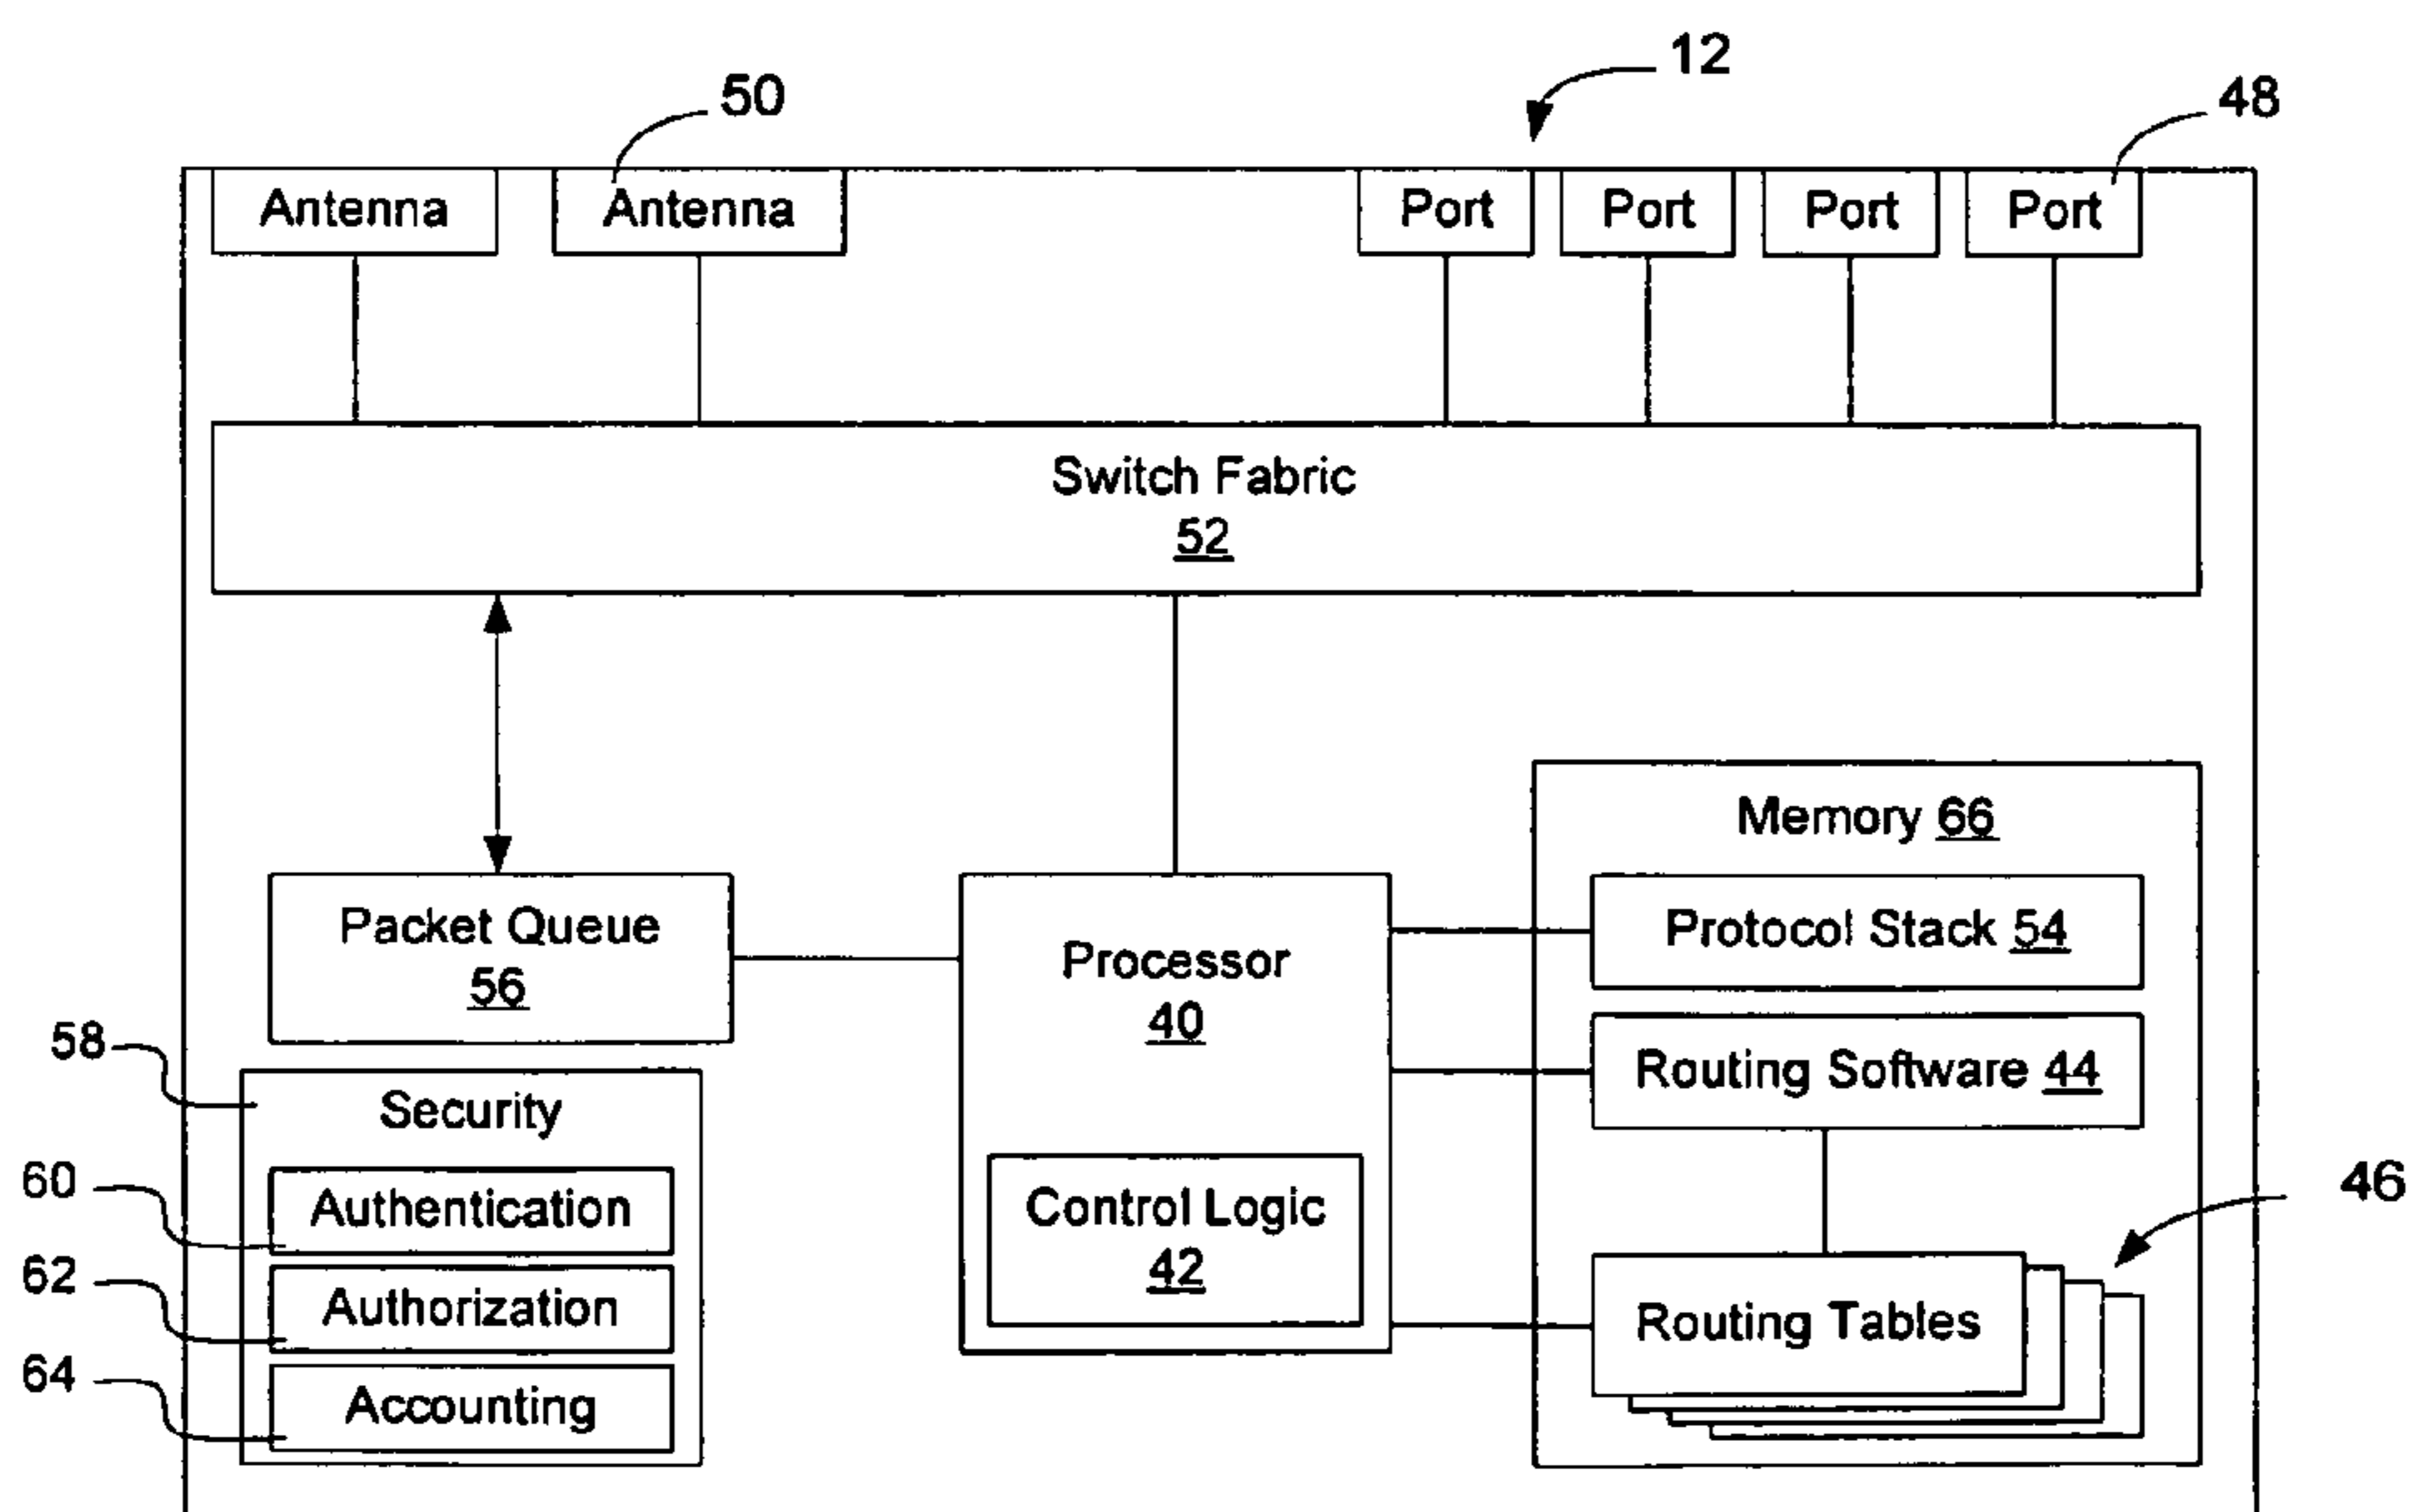 12
50
48
Antenna
Antenna
Port
Port
Port
Port
Switch Fabric
52
Memory 66
Packet Queue
56
Processor
40
Protocol Stack 54
Routing Software 44
58
Security
60
Authentication
62
Authorization
64
Accounting
Control Logic
42
46
Routing Tables